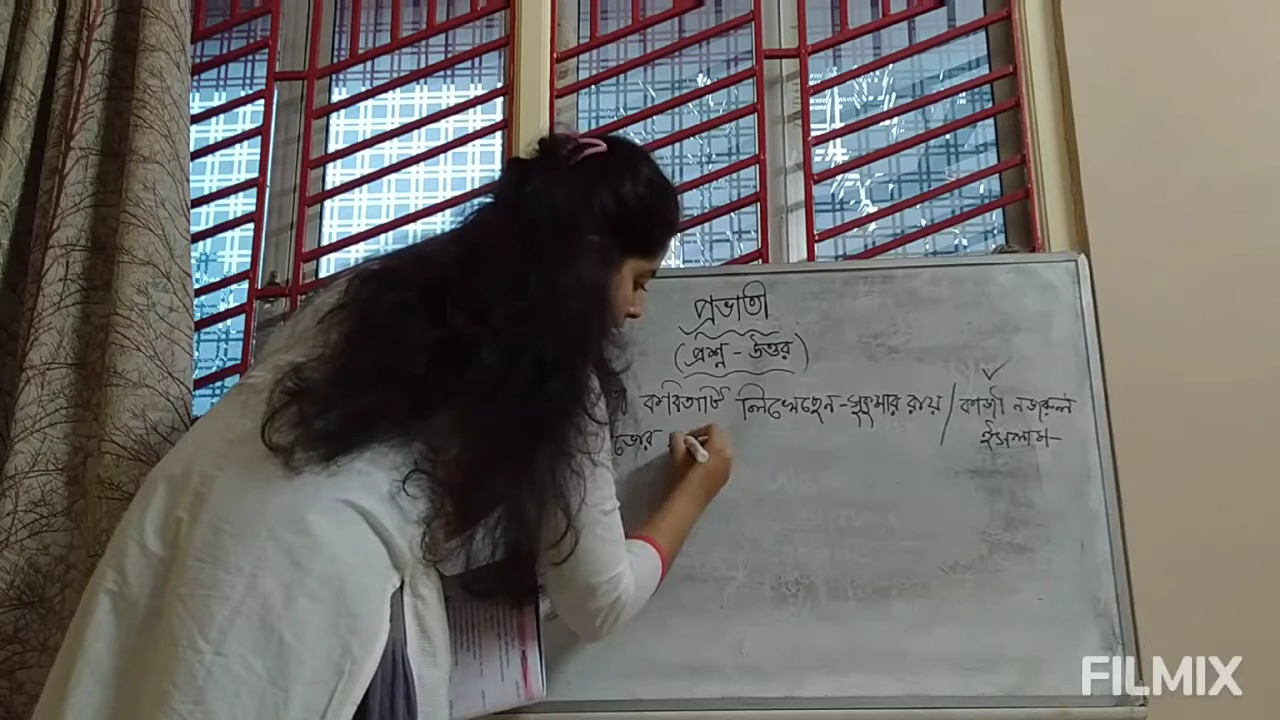 প্রভাতী
(প্রশ্ন - উত্তর)
কবিতাটি লিখেছেন - সুকুমার রায় / কাজী নজরুল
ইসলাম
ভোর
FILMIX